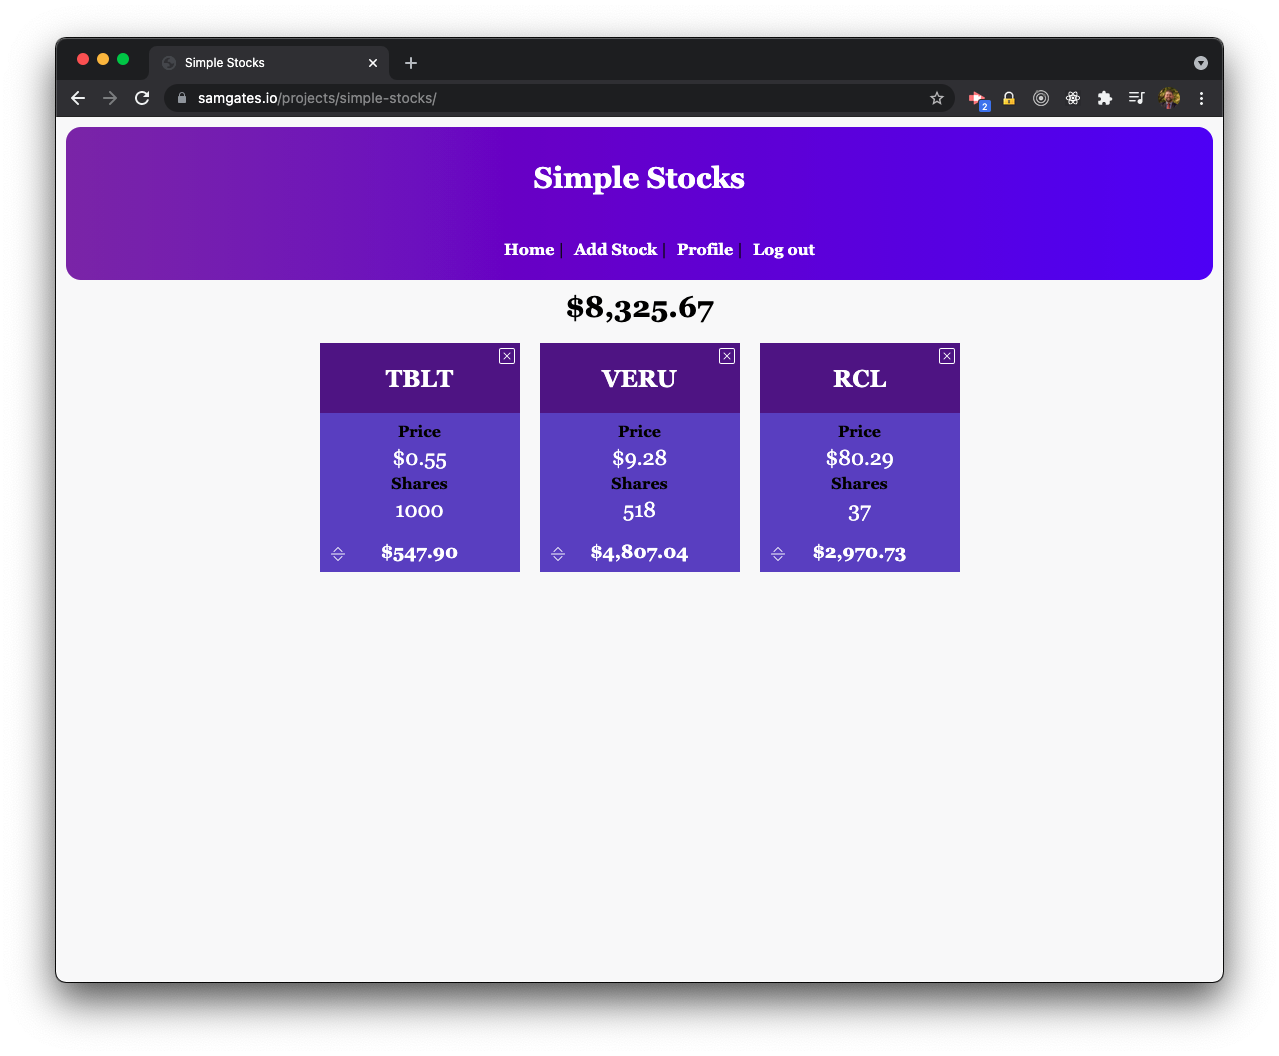 Simple Stocks
samgates.io/projects/simple-stocks/
2
Simple Stocks
Home | Add Stock | Profile | Log out
$8,325.67
TBLT
Price
$0.55
Shares
1000
$547.90
VERU
Price
$9.28
Shares
518
$4,807.04
RCL
Price
$80.29
Shares
37
$2,970.73